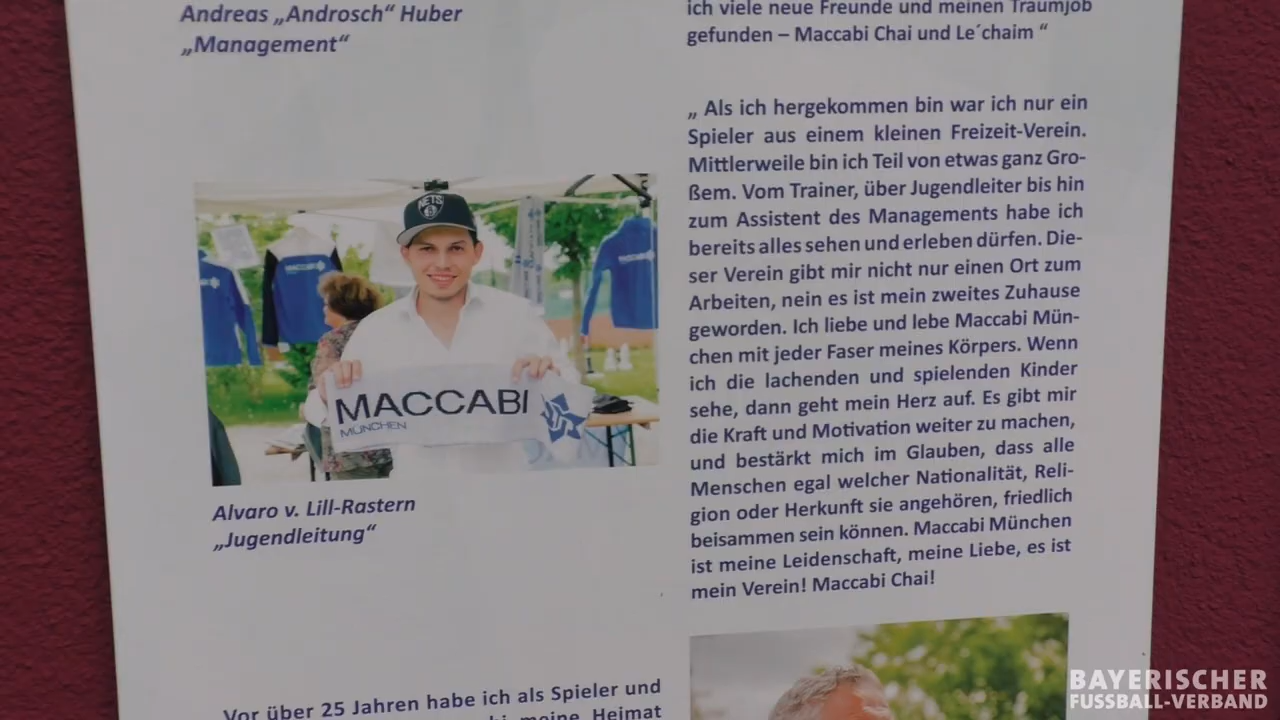 Andreas „Androsch“ Huber
„Management“
NETS
MACCABI
MACCABI
MÜNCHEN
Alvaro v. Lill-Rastern
„Jugendleitung“
Vor über 25 Jahren habe ich als Spieler und
meine Heimat
ich viele neue Freunde und meinen Traumjob
gefunden – Maccabi Chai und Le´chaim “
„ Als ich hergekommen bin war ich nur ein
Spieler aus einem kleinen Freizeit-Verein.
Mittlerweile bin ich Teil von etwas ganz Gro-
ßem. Vom Trainer, über Jugendleiter bis hin
zum Assistent des Managements habe ich
bereits alles sehen und erleben dürfen. Die-
ser Verein gibt mir nicht nur einen Ort zum
Arbeiten, nein es ist mein zweites Zuhause
geworden. Ich liebe und lebe Maccabi Mün-
chen mit jeder Faser meines Körpers. Wenn
ich die lachenden und spielenden Kinder
sehe, dann geht mein Herz auf. Es gibt mir
die Kraft und Motivation weiter zu machen,
und bestärkt mich im Glauben, dass alle
Menschen egal welcher Nationalität, Reli-
gion oder Herkunft sie angehören, friedlich
beisammen sein können. Maccabi München
ist meine Leidenschaft, meine Liebe, es ist
mein Verein! Maccabi Chai!
BAYERISCHER
FUSSBALL-VERBAND